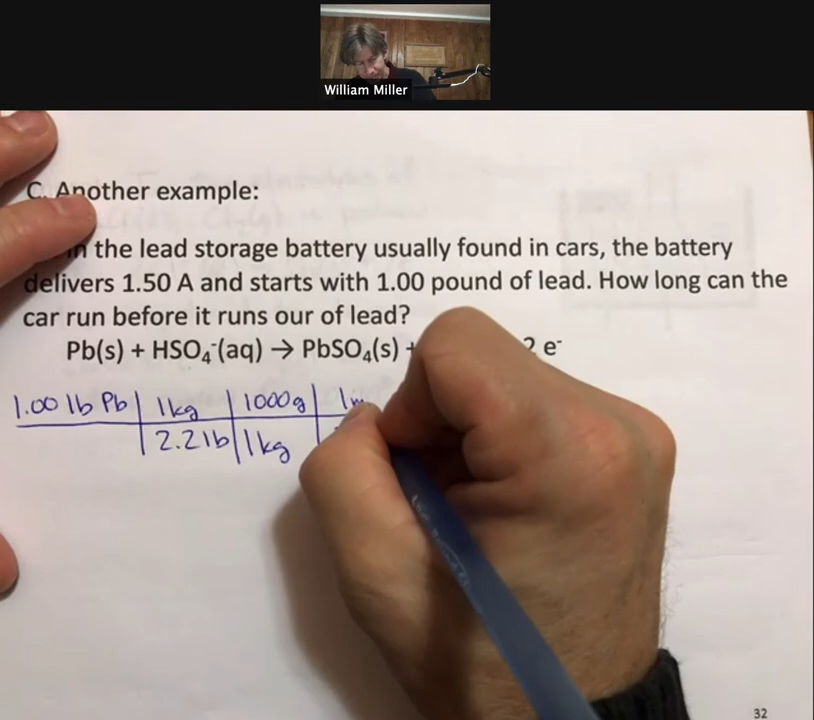 William Miller
C. Another example:
the lead storage battery usually found in cars, the battery
delivers 1.50 A and starts with 1.00 pound of lead. How long can the
car run before it runs our of lead?
Pb(s) + HSO₄⁻(aq) → PbSO₄(s) + 2 e⁻
1.00 lb Pb | 1kg | 1000g | 1
2.2 lb | 1kg
32